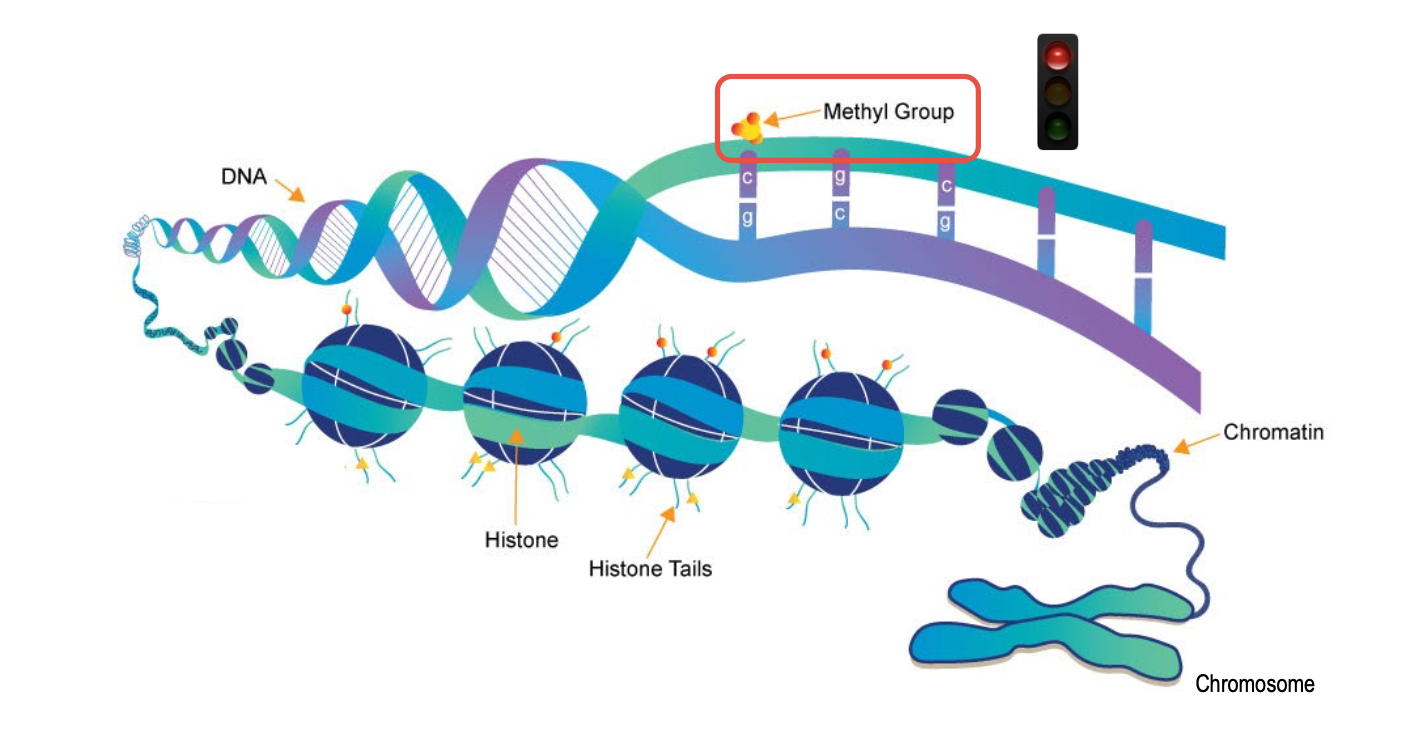 Methyl Group
DNA
c
g
c
g
c
g
Chromatin
Histone
Histone Tails
Chromosome